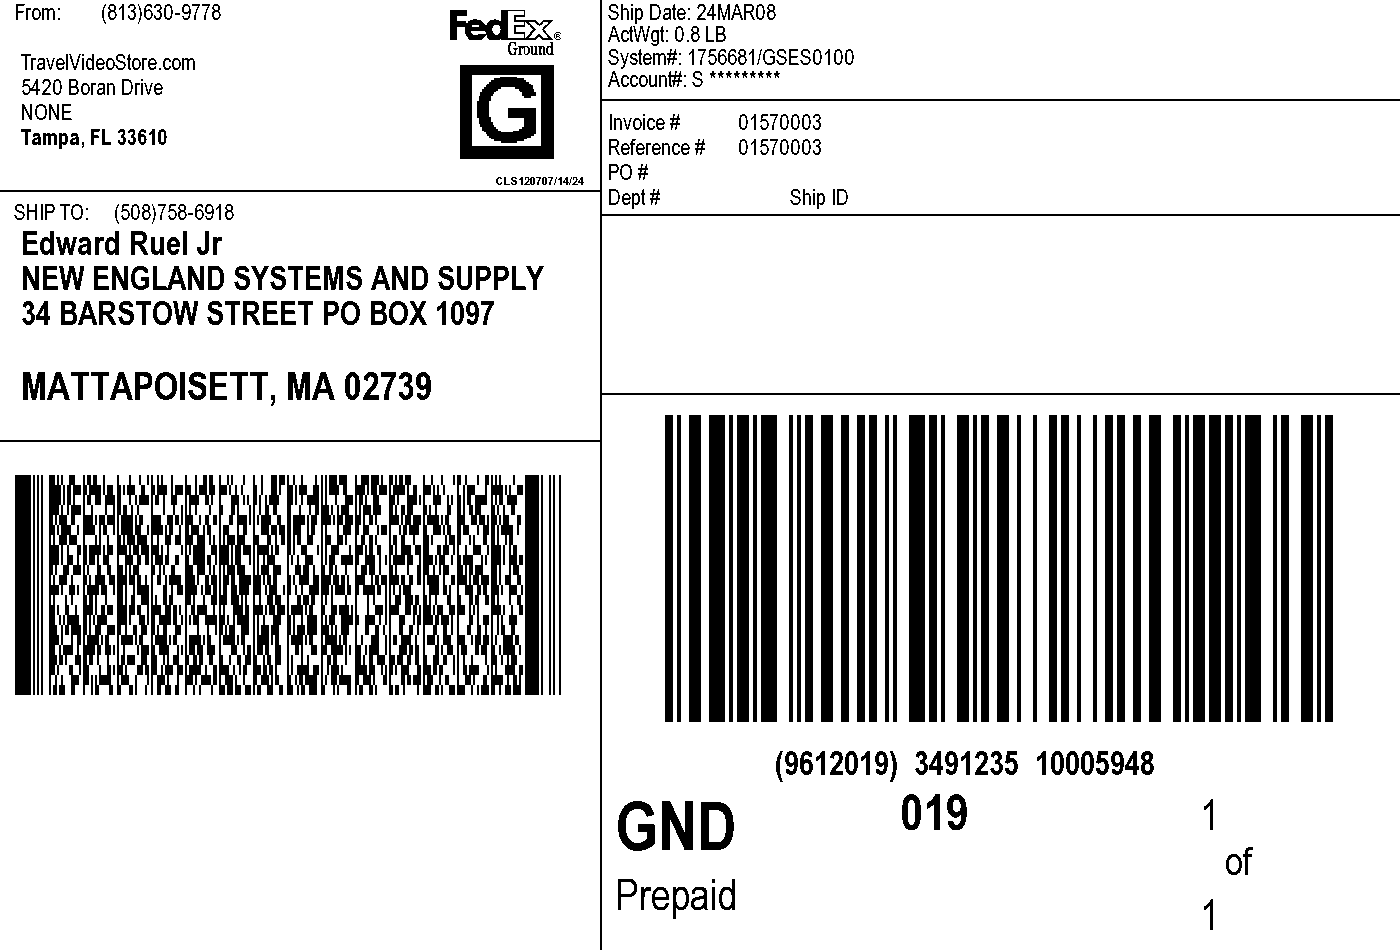 From: (813)630-9778
TravelVideoStore.com
5420 Boran Drive
NONE
Tampa, FL 33610
FedEx®
Ground
G
CLS120707/14/24
SHIP TO: (508)758-6918
Edward Ruel Jr
NEW ENGLAND SYSTEMS AND SUPPLY
34 BARSTOW STREET PO BOX 1097
MATTAPOISETT, MA 02739
Ship Date: 24MAR08
ActWgt: 0.8 LB
System#: 1756681/GSES0100
Account#: S *********
Invoice # 01570003
Reference # 01570003
PO #
Dept # Ship ID
(9612019) 3491235 10005948
GND 019 1
of
Prepaid 1